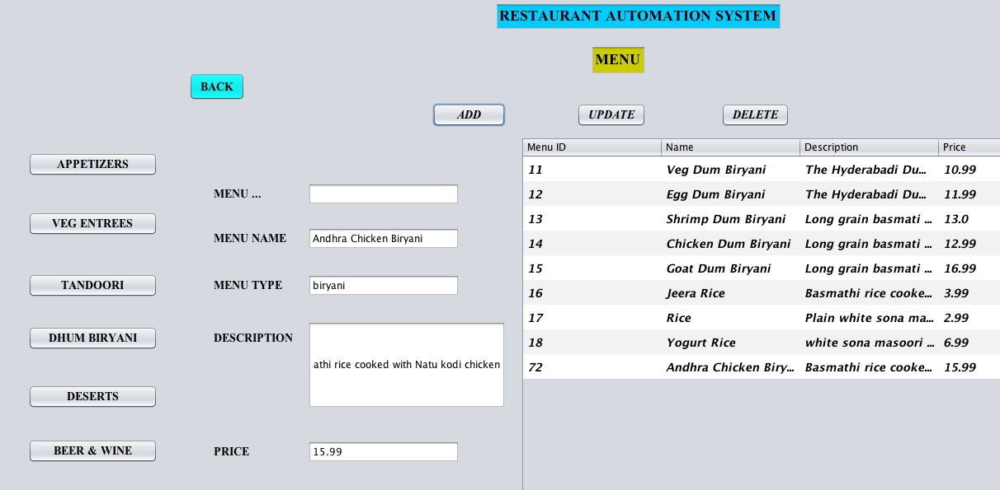 RESTAURANT AUTOMATION SYSTEM
MENU
BACK
ADD UPDATE DELETE
APPETIZERS
VEG ENTREES
TANDOORI
DHUM BIRYANI
DESERTS
BEER & WINE
MENU ...
MENU NAME Andhra Chicken Biryani
MENU TYPE biryani
DESCRIPTION athi rice cooked with Natu kodi chicken
PRICE 15.99
Menu ID Name Description Price
11 Veg Dum Biryani The Hyderabadi Du... 10.99
12 Egg Dum Biryani The Hyderabadi Du... 11.99
13 Shrimp Dum Biryani Long grain basmati ... 13.0
14 Chicken Dum Biryani Long grain basmati ... 12.99
15 Goat Dum Biryani Long grain basmati ... 16.99
16 Jeera Rice Basmathi rice cooke... 3.99
17 Rice Plain white sona ma... 2.99
18 Yogurt Rice white sona masoori ... 6.99
72 Andhra Chicken Biry... Basmathi rice cooke... 15.99